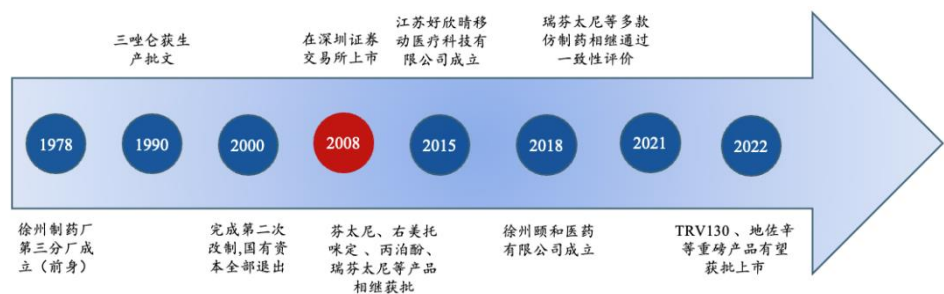 三唑仑获生
产批文
在深圳证券
交易所上市
江苏好欣晴移
动医疗科技有
限公司成立
瑞芬太尼等多款
仿制药相继通过
一致性评价
1978
1990
2000
2008
2015
2018
2021
2022
徐州制药厂
第三分厂成
立（前身）
完成第二次
改制,国有资
本全部退出
芬太尼、右美托
咪定、丙泊酚、
瑞芬太尼等产品
相继获批
徐州颐和医药
有限公司成立
TRV130、地佐辛
等重磅产品有望
获批上市